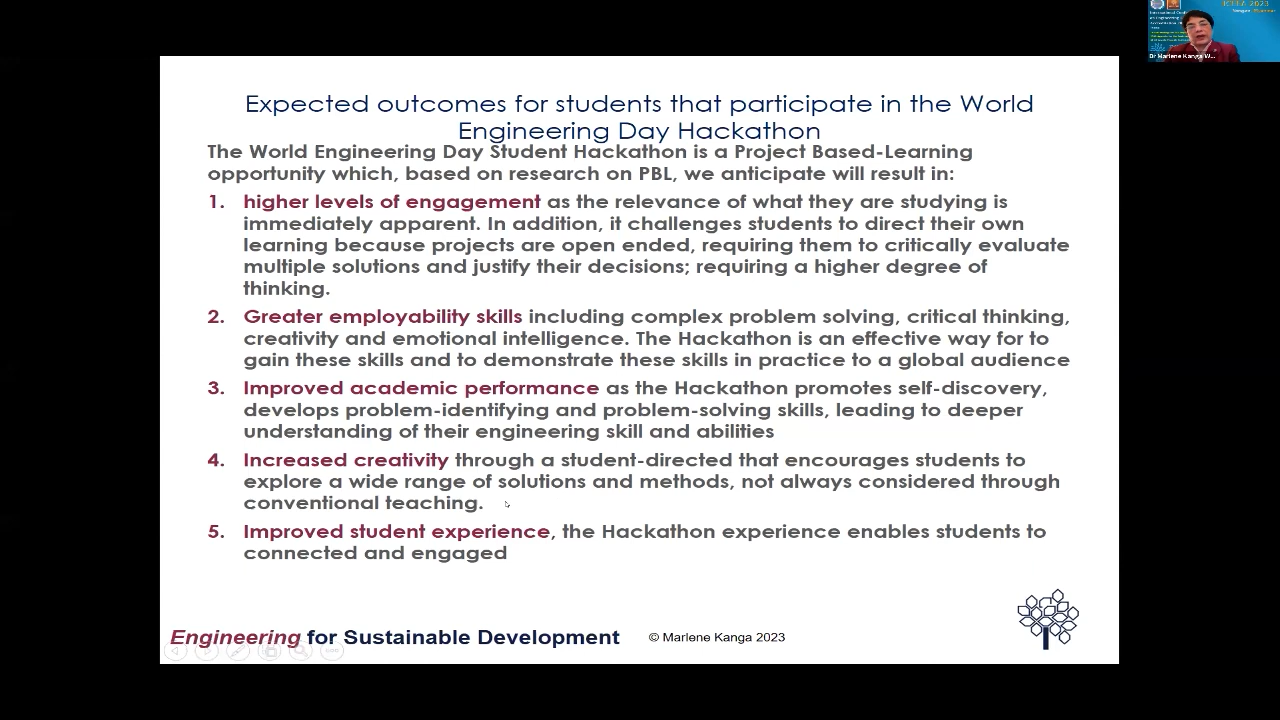 ICEEA 2023
International
on Engineering
Dr Marlene Kanga W...
Expected outcomes for students that participate in the World
Engineering Day Hackathon
The World Engineering Day Student Hackathon is a Project Based-Learning
opportunity which, based on research on PBL, we anticipate will result in:
1. higher levels of engagement as the relevance of what they are studying is
immediately apparent. In addition, it challenges students to direct their own
learning because projects are open ended, requiring them to critically evaluate
multiple solutions and justify their decisions; requiring a higher degree of
thinking.
2. Greater employability skills including complex problem solving, critical thinking,
creativity and emotional intelligence. The Hackathon is an effective way for to
gain these skills and to demonstrate these skills in practice to a global audience
3. Improved academic performance as the Hackathon promotes self-discovery,
develops problem-identifying and problem-solving skills, leading to deeper
understanding of their engineering skill and abilities
4. Increased creativity through a student-directed that encourages students to
explore a wide range of solutions and methods, not always considered through
conventional teaching.
5. Improved student experience, the Hackathon experience enables students to
connected and engaged
Engineering for Sustainable Development
© Marlene Kanga 2023